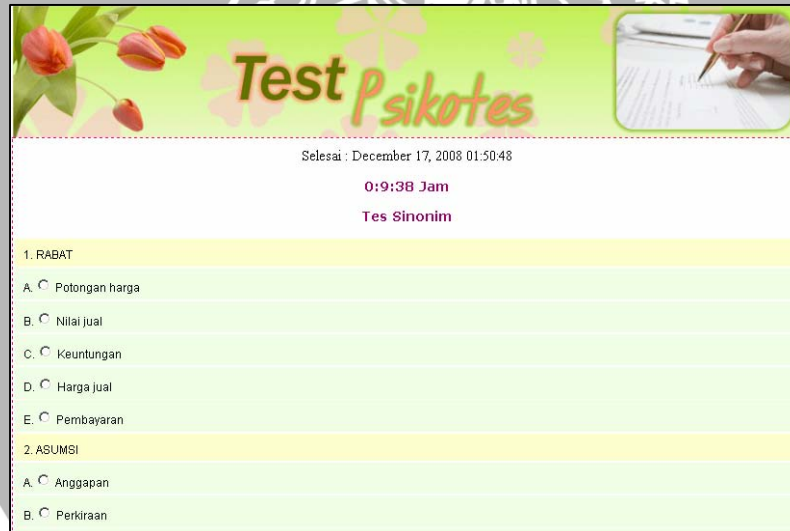 Test Psikotes
Selesai : December 17, 2008 01:50:48
0:9:38 Jam
Tes Sinonim
1. RABAT
A. Potongan harga
B. Nilai jual
C. Keuntungan
D. Harga jual
E. Pembayaran
2. ASUMSI
A. Anggapan
B. Perkiraan